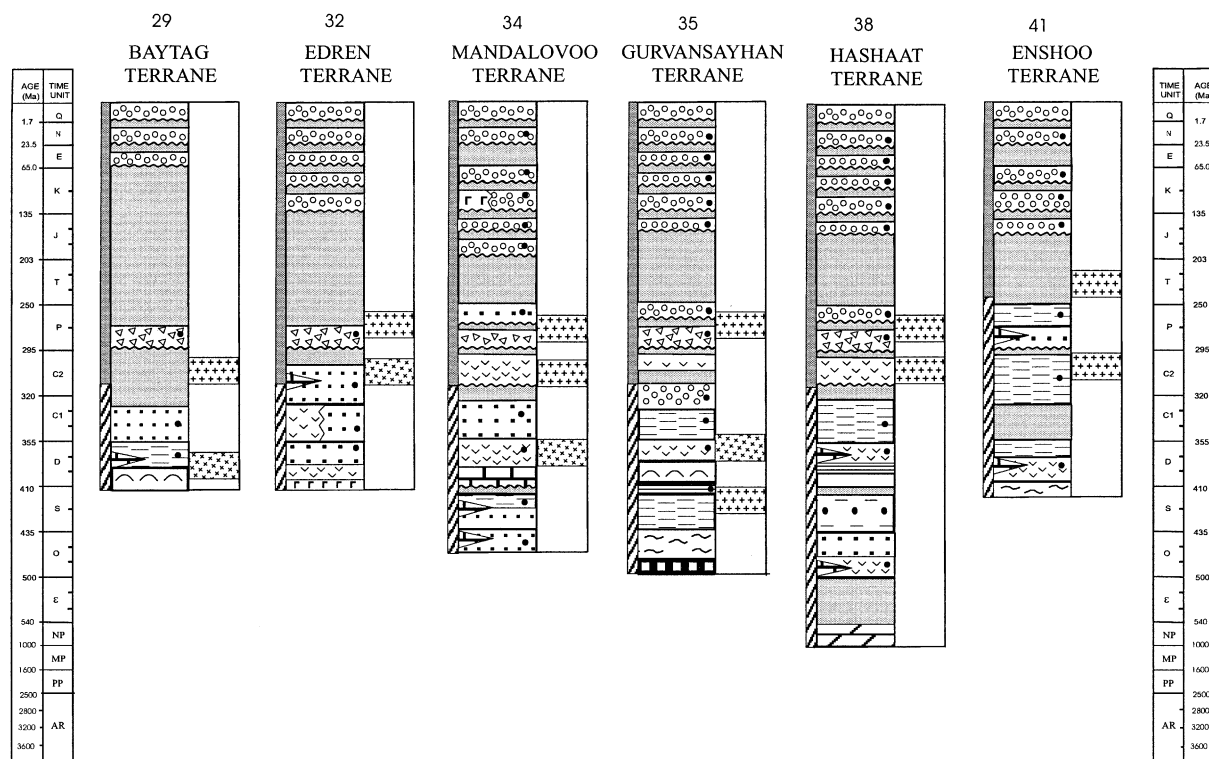 29
BAYTAG
TERRANE
32
EDREN
TERRANE
34
MANDALOVOO
TERRANE
35
GURVANSAYHAN
TERRANE
38
HASHAAT
TERRANE
41
ENSHOO
TERRANE
AGE
(Ma)
TIME
UNIT
Q
1.7
N
23.5
E
65.0
K
135
J
203
T
250
P
295
C2
320
C1
355
D
410
S
435
O
500
Є
540
NP
1000
MP
1600
PP
2500
2800
AR
3200
3600
TIME
UNIT
AGE
(Ma
Q
1.7
N
23.5
E
65.0
K
135
J
203
T
250
P
295
C2
320
C1
355
D
410
S
435
O
500
Є
540
NP
1000
MP
1600
PP
2500
2800
AR
3200
3600